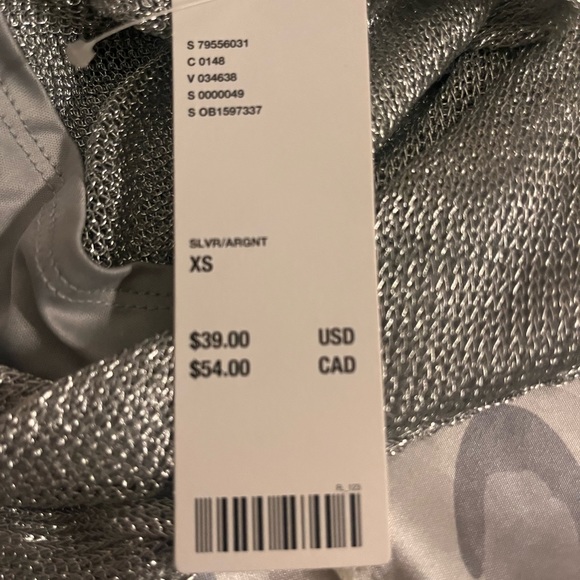 S 79556031
C 0148
V 034638
S 0000049
S OB1597337
SLVR/ARGNT
XS
$39.00 USD
$54.00 CAD